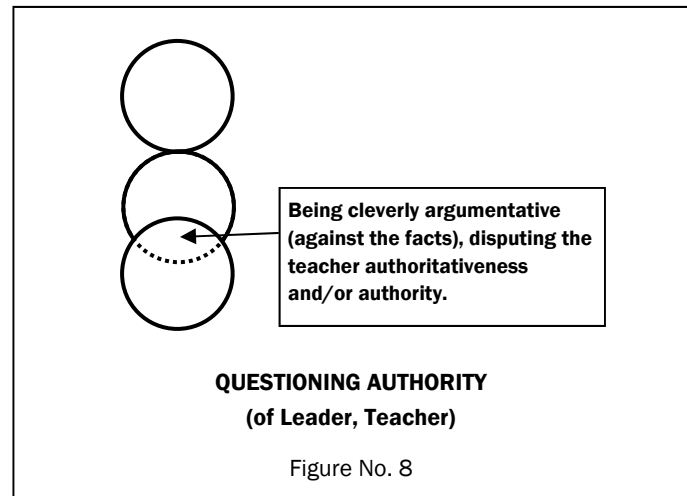 Being cleverly argumentative
(against the facts), disputing the
teacher authoritativeness
and/or authority.
QUESTIONING AUTHORITY
(of Leader, Teacher)
Figure No. 8